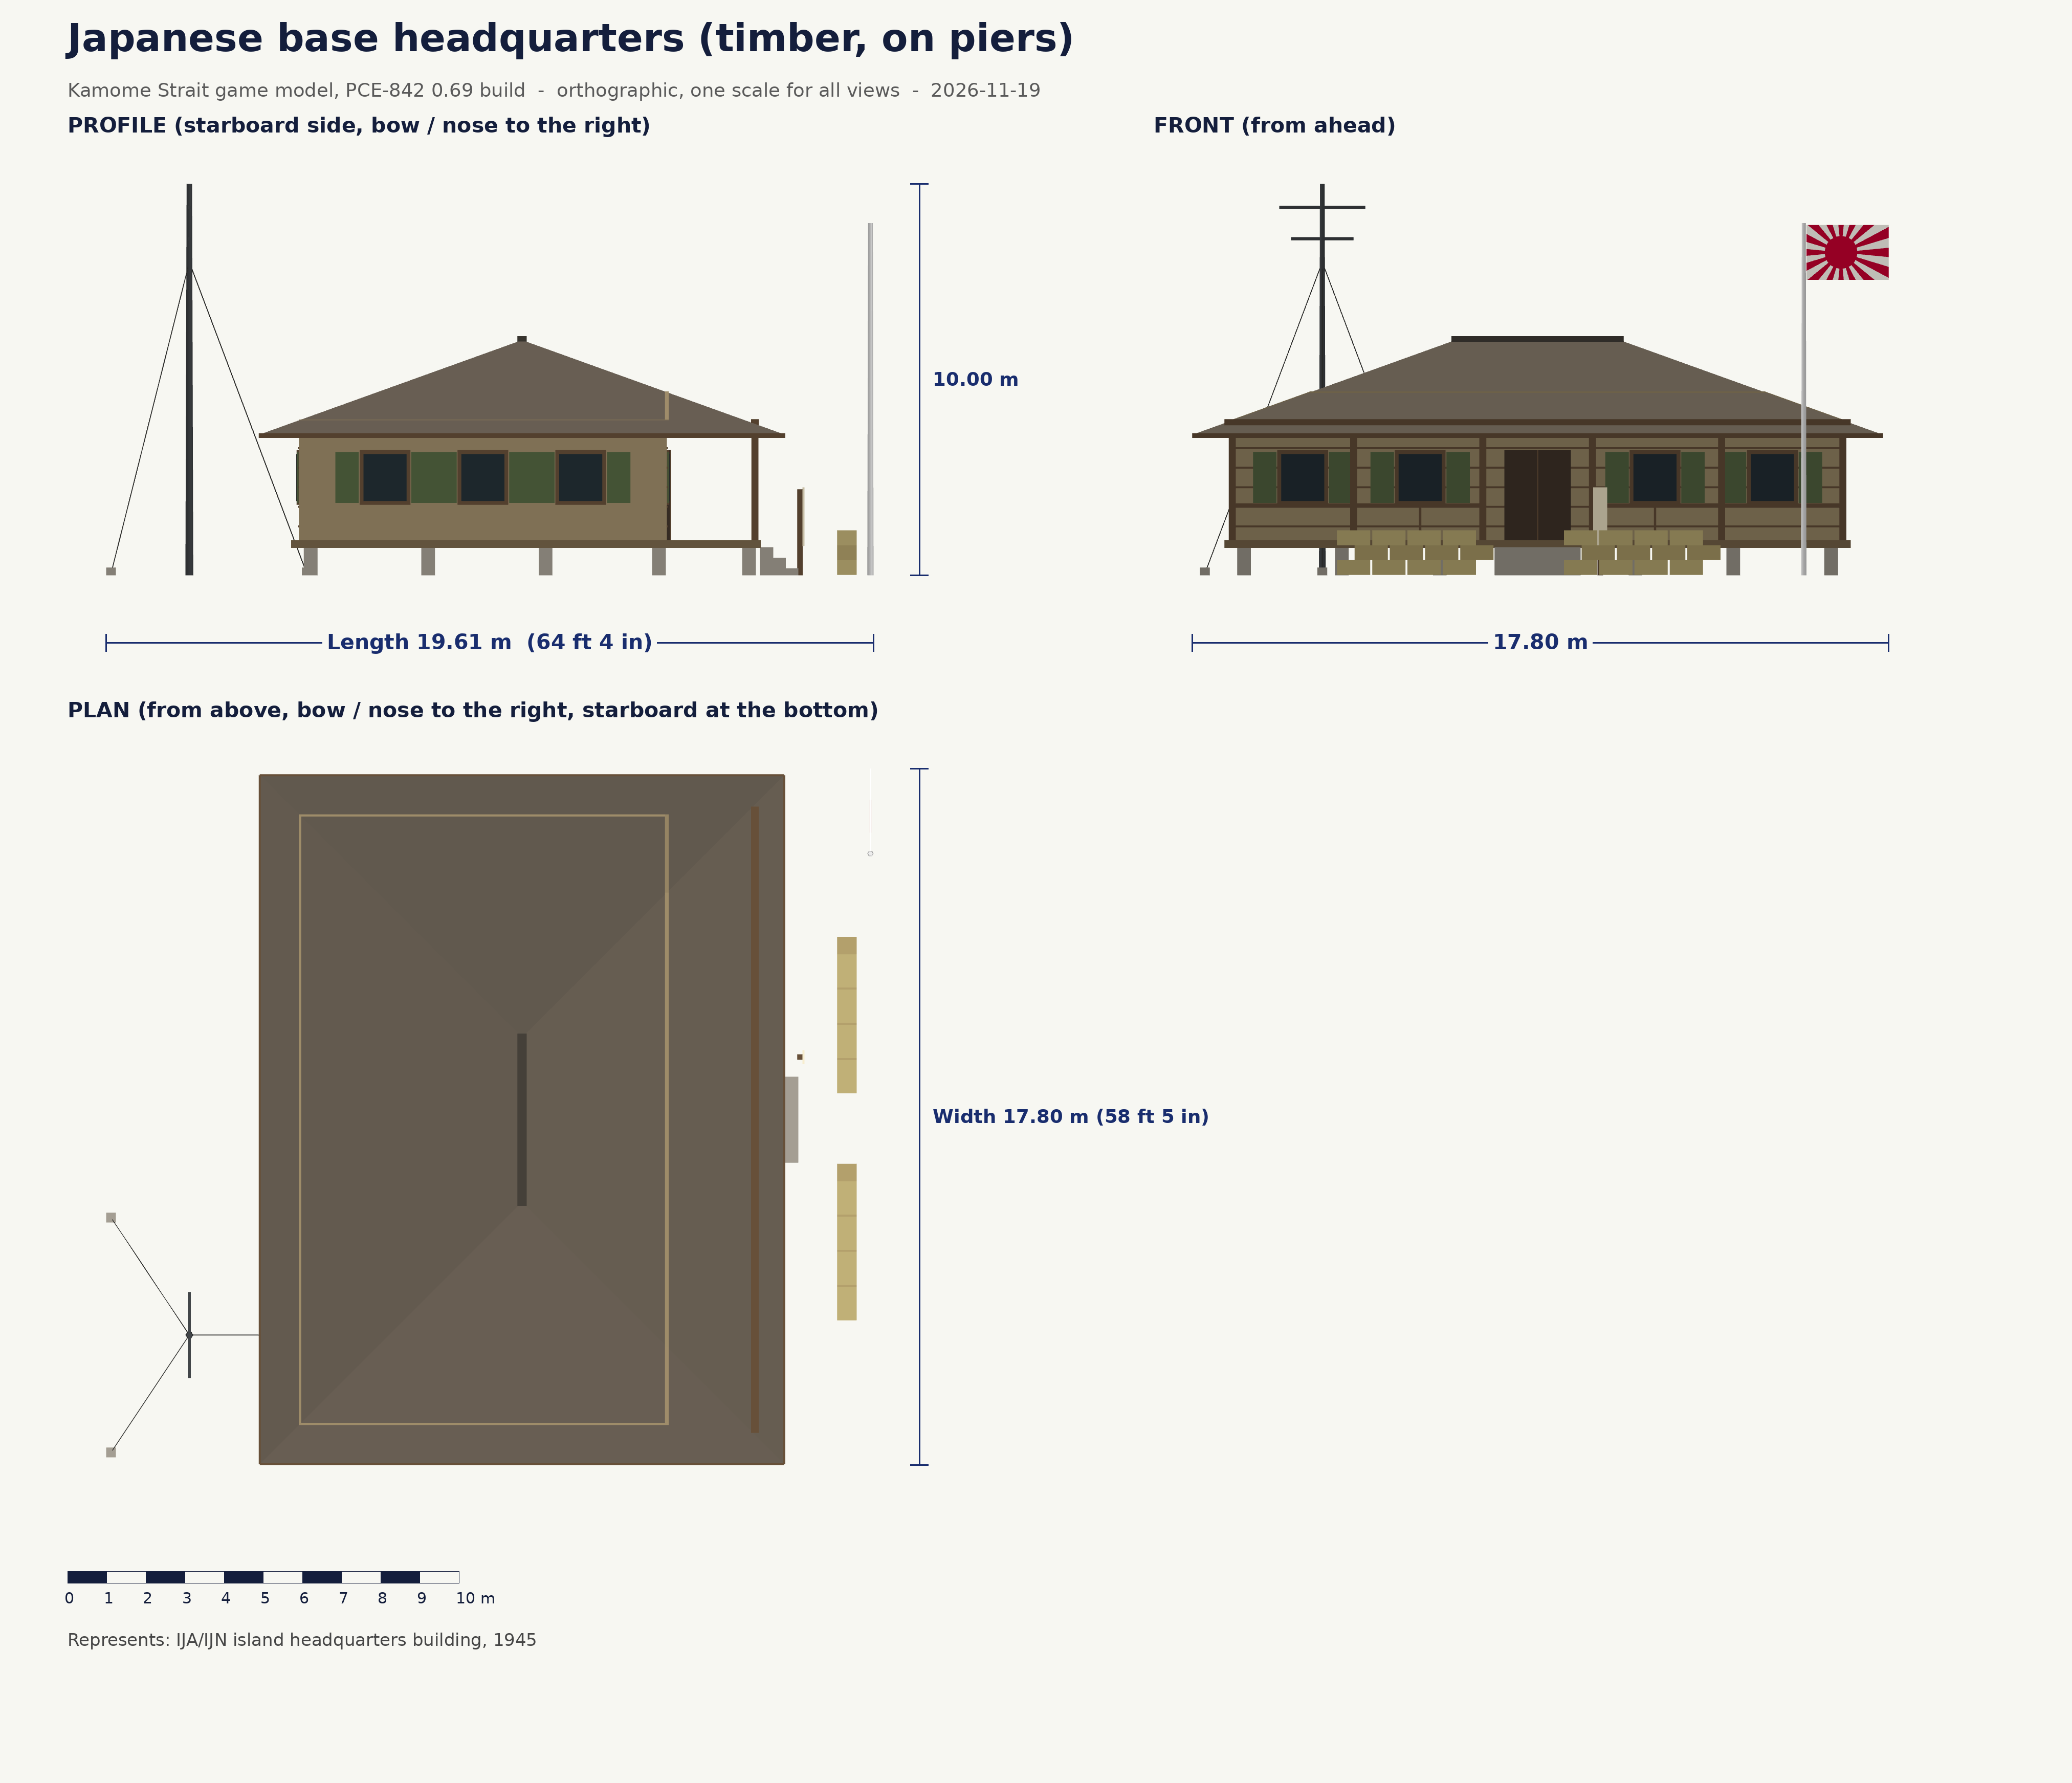 Japanese base headquarters (timber, on piers)
Kamome Strait game model, PCE-842 0.69 build  -  orthographic, one scale for all views  -  2026-11-19
PROFILE (starboard side, bow / nose to the right)
FRONT (from ahead)
10.00 m
Length 19.61 m  (64 ft 4 in)
17.80 m
PLAN (from above, bow / nose to the right, starboard at the bottom)
Width 17.80 m (58 ft 5 in)
0 1 2 3 4 5 6 7 8 9 10 m
Represents: IJA/IJN island headquarters building, 1945